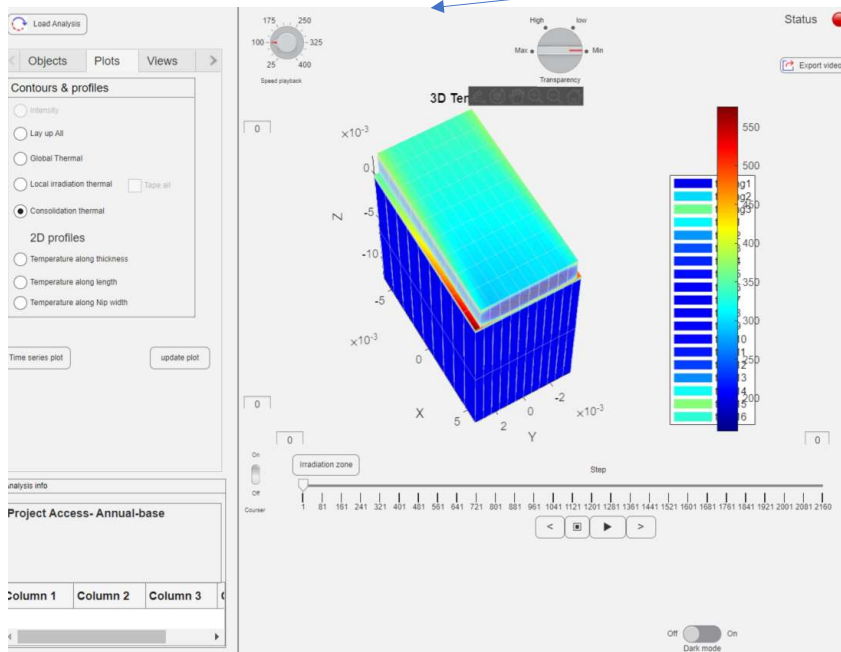 Load Analysis
Objects
Plots
Views
Contours & profiles
Intensity
Lay up All
Global Thermal
Local irradiation thermal
Tape all
Consolidation thermal
2D profiles
Temperature along thickness
Temperature along length
Temperature along Nip width
Time series plot
update plot
Analysis info
Project Access- Annual-base
Column 1
Column 2
Column 3
175
250
100
325
25
400
Speed playback
High
low
Max
Min
Transparency
Status
Export video
3D Ter
0
0
0
0
×10-3
0
-5
-10
Z
-5
0
5
×10-3
X
2
0
-2
×10-3
Y
550
500
450
400
350
300
250
200
On
Off
Courser
Irradiation zone
Step
1 81 161 241 321 401 481 561 641 721 801 881 961 1041 1121 1201 1281 1361 1441 1521 1601 1681 1761 1841 1921 2001 2081 2160
<
>
Off
On
Dark mode